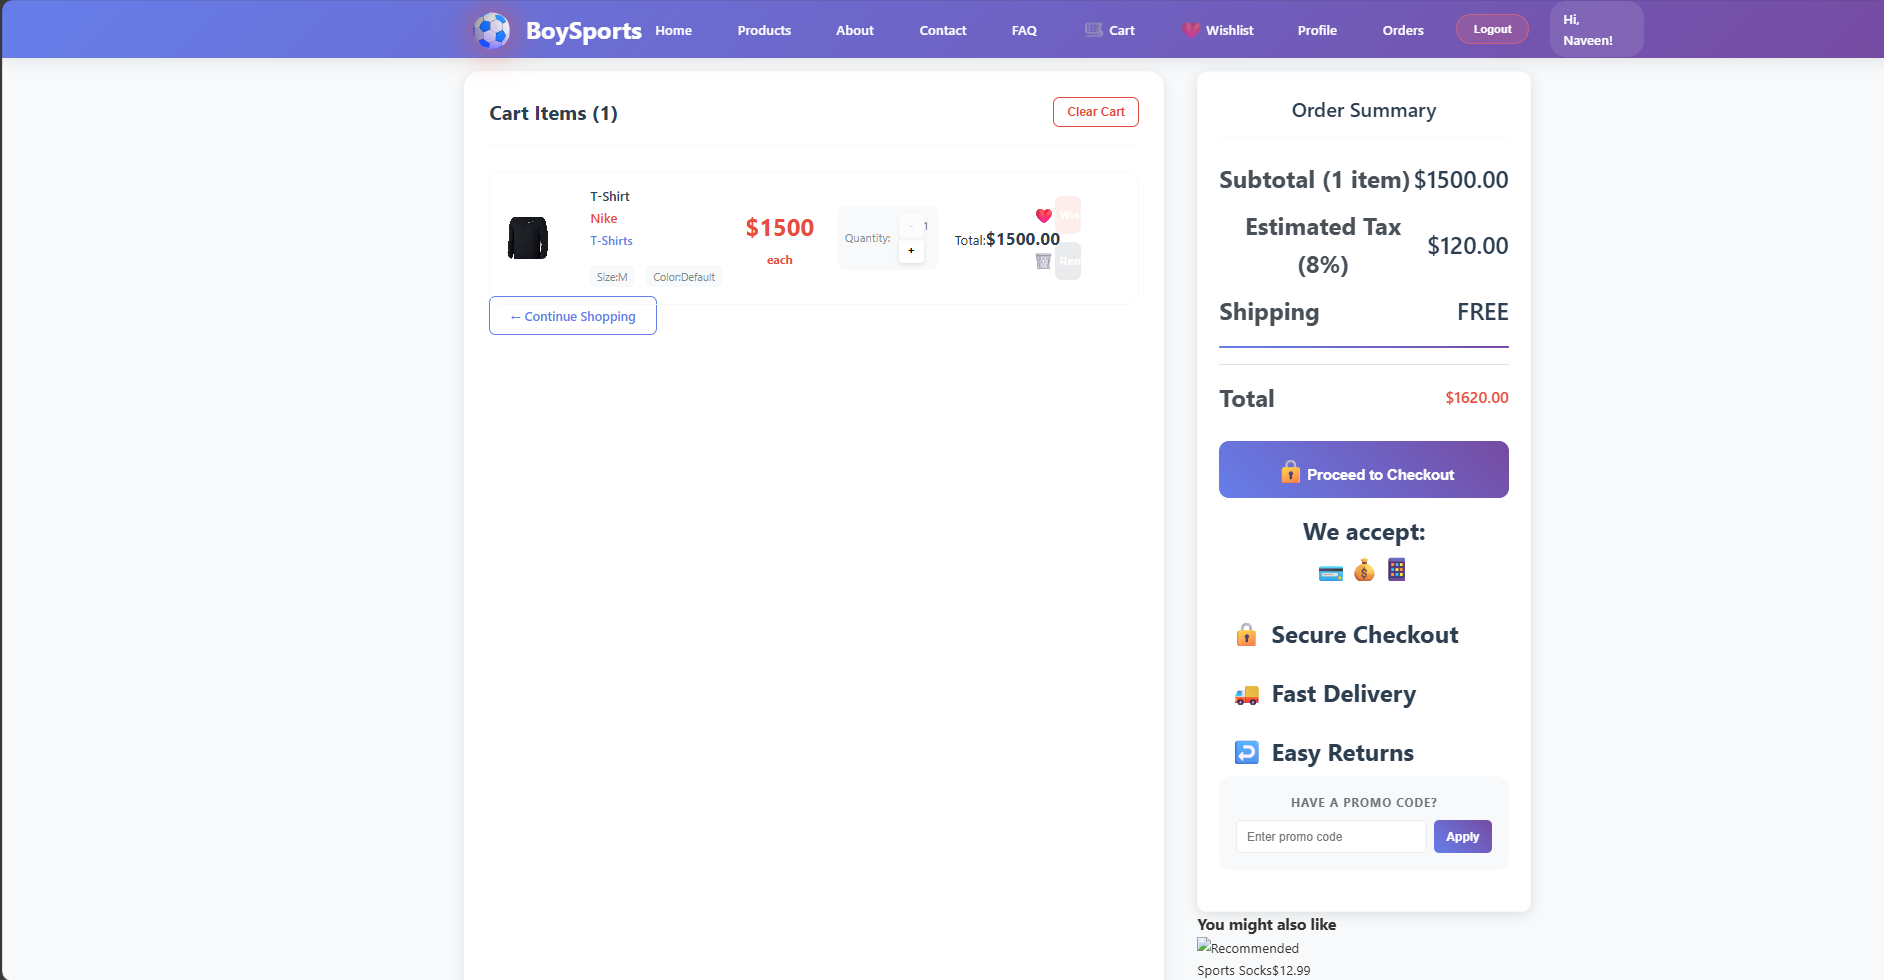 BoySports
Home
Products
About
Contact
FAQ
Cart
Wishlist
Profile
Orders
Logout
Hi,
Naveen!
Cart Items (1)
Clear Cart
T-Shirt
Nike
T-Shirts
Size:M
Color:Default
$1500
each
Quantity:
-
1
+
Total:$1500.00
Wis
Rem
← Continue Shopping
Order Summary
Subtotal (1 item) $1500.00
Estimated Tax
(8%)
$120.00
Shipping
FREE
Total
$1620.00
Proceed to Checkout
We accept:
Secure Checkout
Fast Delivery
Easy Returns
HAVE A PROMO CODE?
Enter promo code
Apply
You might also like
Recommended
Sports Socks$12.99